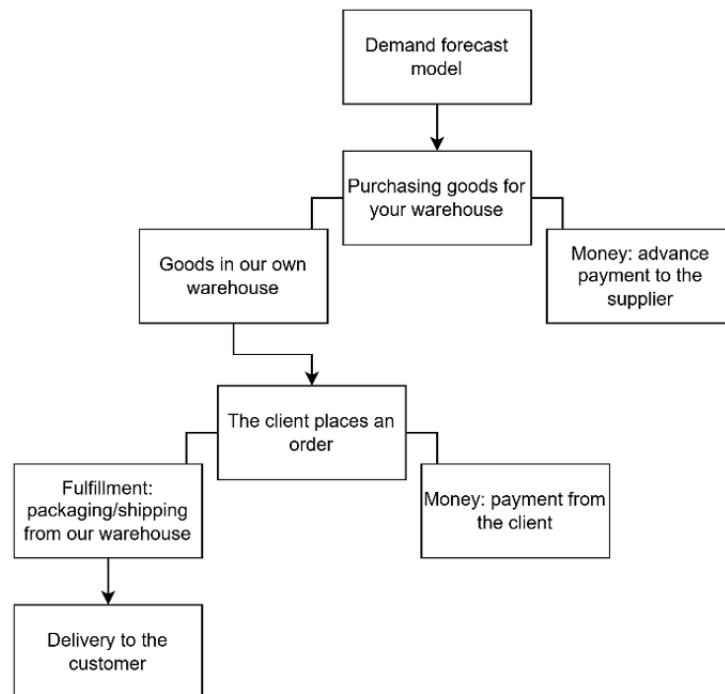 Demand forecast
model
Purchasing goods for
your warehouse
Goods in our own
warehouse
Money: advance
payment to the
supplier
The client places an
order
Fulfillment:
packaging/shipping
from our warehouse
Money: payment from
the client
Delivery to the
customer